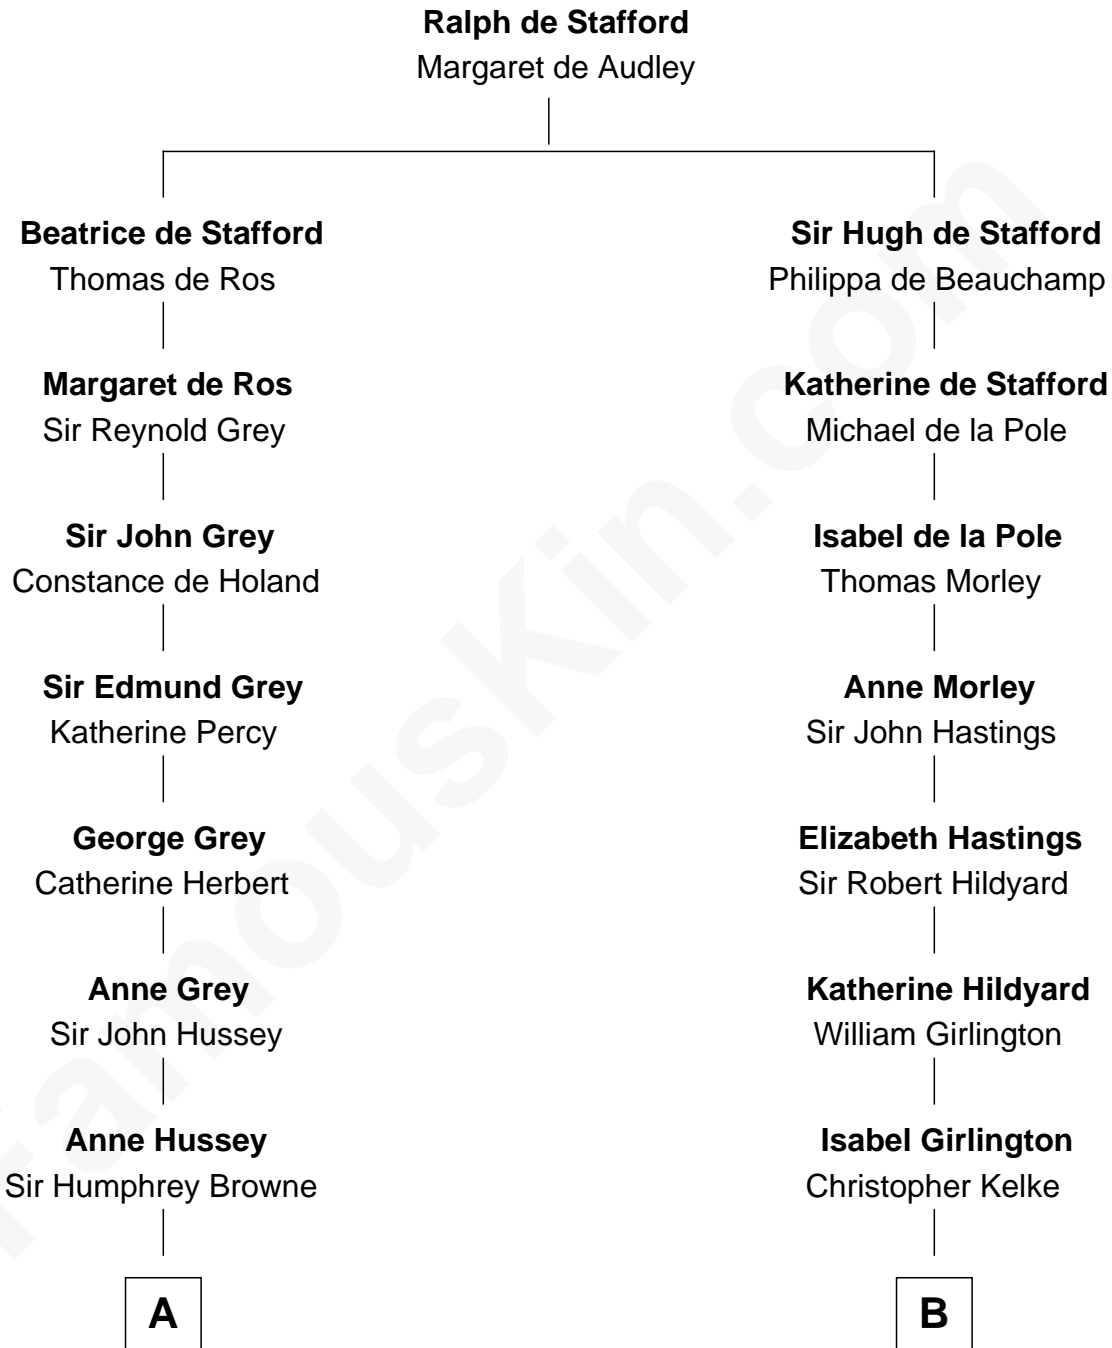 Ralph de Stafford
Margaret de Audley
Beatrice de Stafford
Thomas de Ros
Margaret de Ros
Sir Reynold Grey
Sir John Grey
Constance de Holand
Sir Edmund Grey
Katherine Percy
George Grey
Catherine Herbert
Anne Grey
Sir John Hussey
Anne Hussey
Sir Humphrey Browne
A
Sir Hugh de Stafford
Philippa de Beauchamp
Katherine de Stafford
Michael de la Pole
Isabel de la Pole
Thomas Morley
Anne Morley
Sir John Hastings
Elizabeth Hastings
Sir Robert Hildyard
Katherine Hildyard
William Girlington
Isabel Girlington
Christopher Kelke
B
FamousKin.com